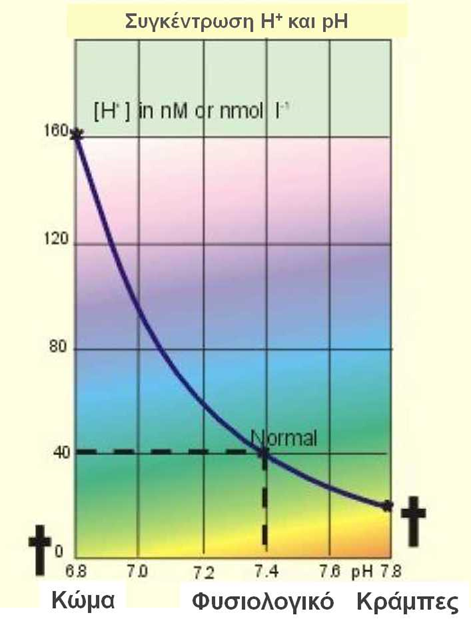 Συγκέντρωση H⁺ και pH
[H⁺] in nM or nmol l⁻¹
160
120
80
Normal
40
0
6.8 7.0 7.2 7.4 7.6 pH 7.8
Κώμα Φυσιολογικό Κράμπες